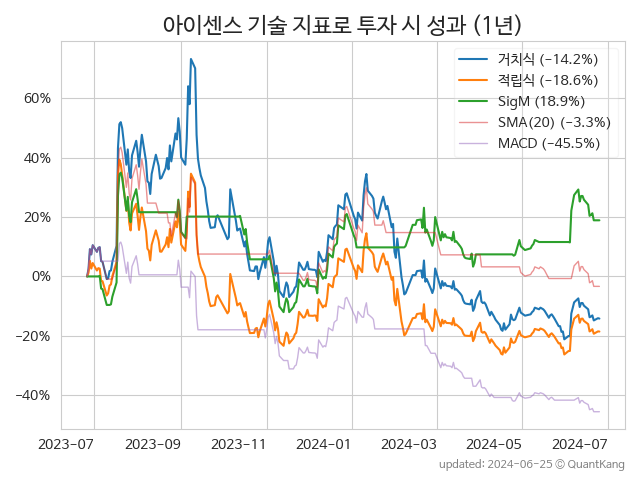 아이센스 기술 지표로 투자 시 성과 (1년)
거치식 (−14.2%)
적립식 (−18.6%)
SigM (18.9%)
SMA(20) (−3.3%)
MACD (−45.5%)
60%
40%
20%
0%
−20%
−40%
2023-07 2023-09 2023-11 2024-01 2024-03 2024-05 2024-07
updated: 2024-06-25 ⓒ QuantKang